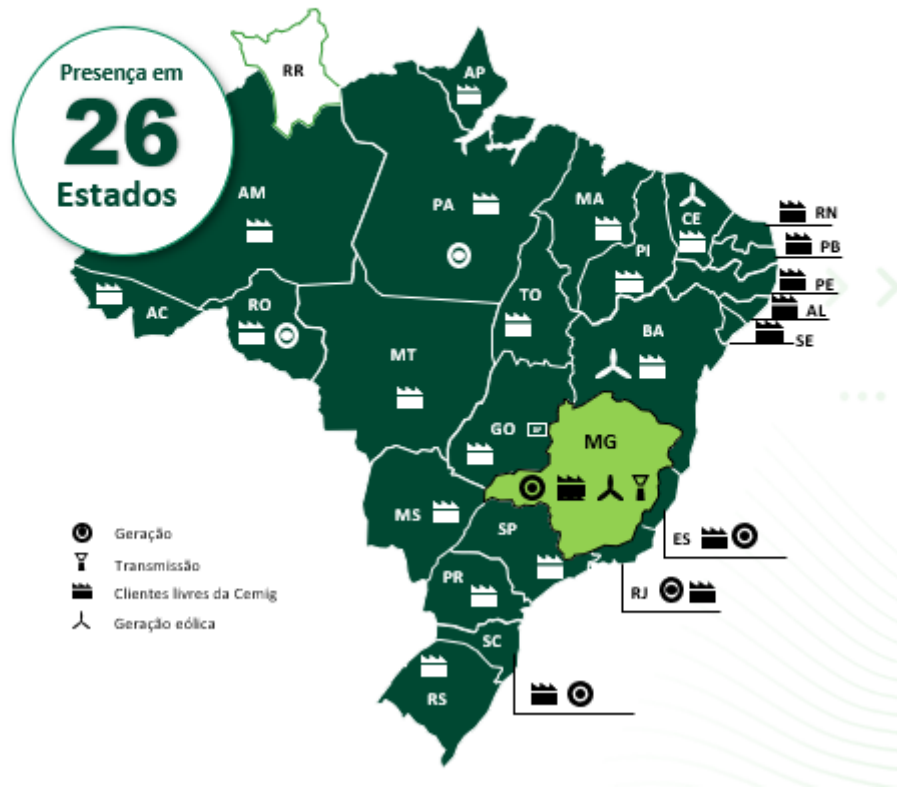 Presença em
26
Estados
RR
AP
AM
PA
MA
CE
RN
PB
PI
PE
AL
SE
TO
AC
RO
BA
MT
GO
MG
MS
SP
ES
RJ
PR
SC
RS
Geração
Transmissão
Clientes livres da Cemig
Geração eólica